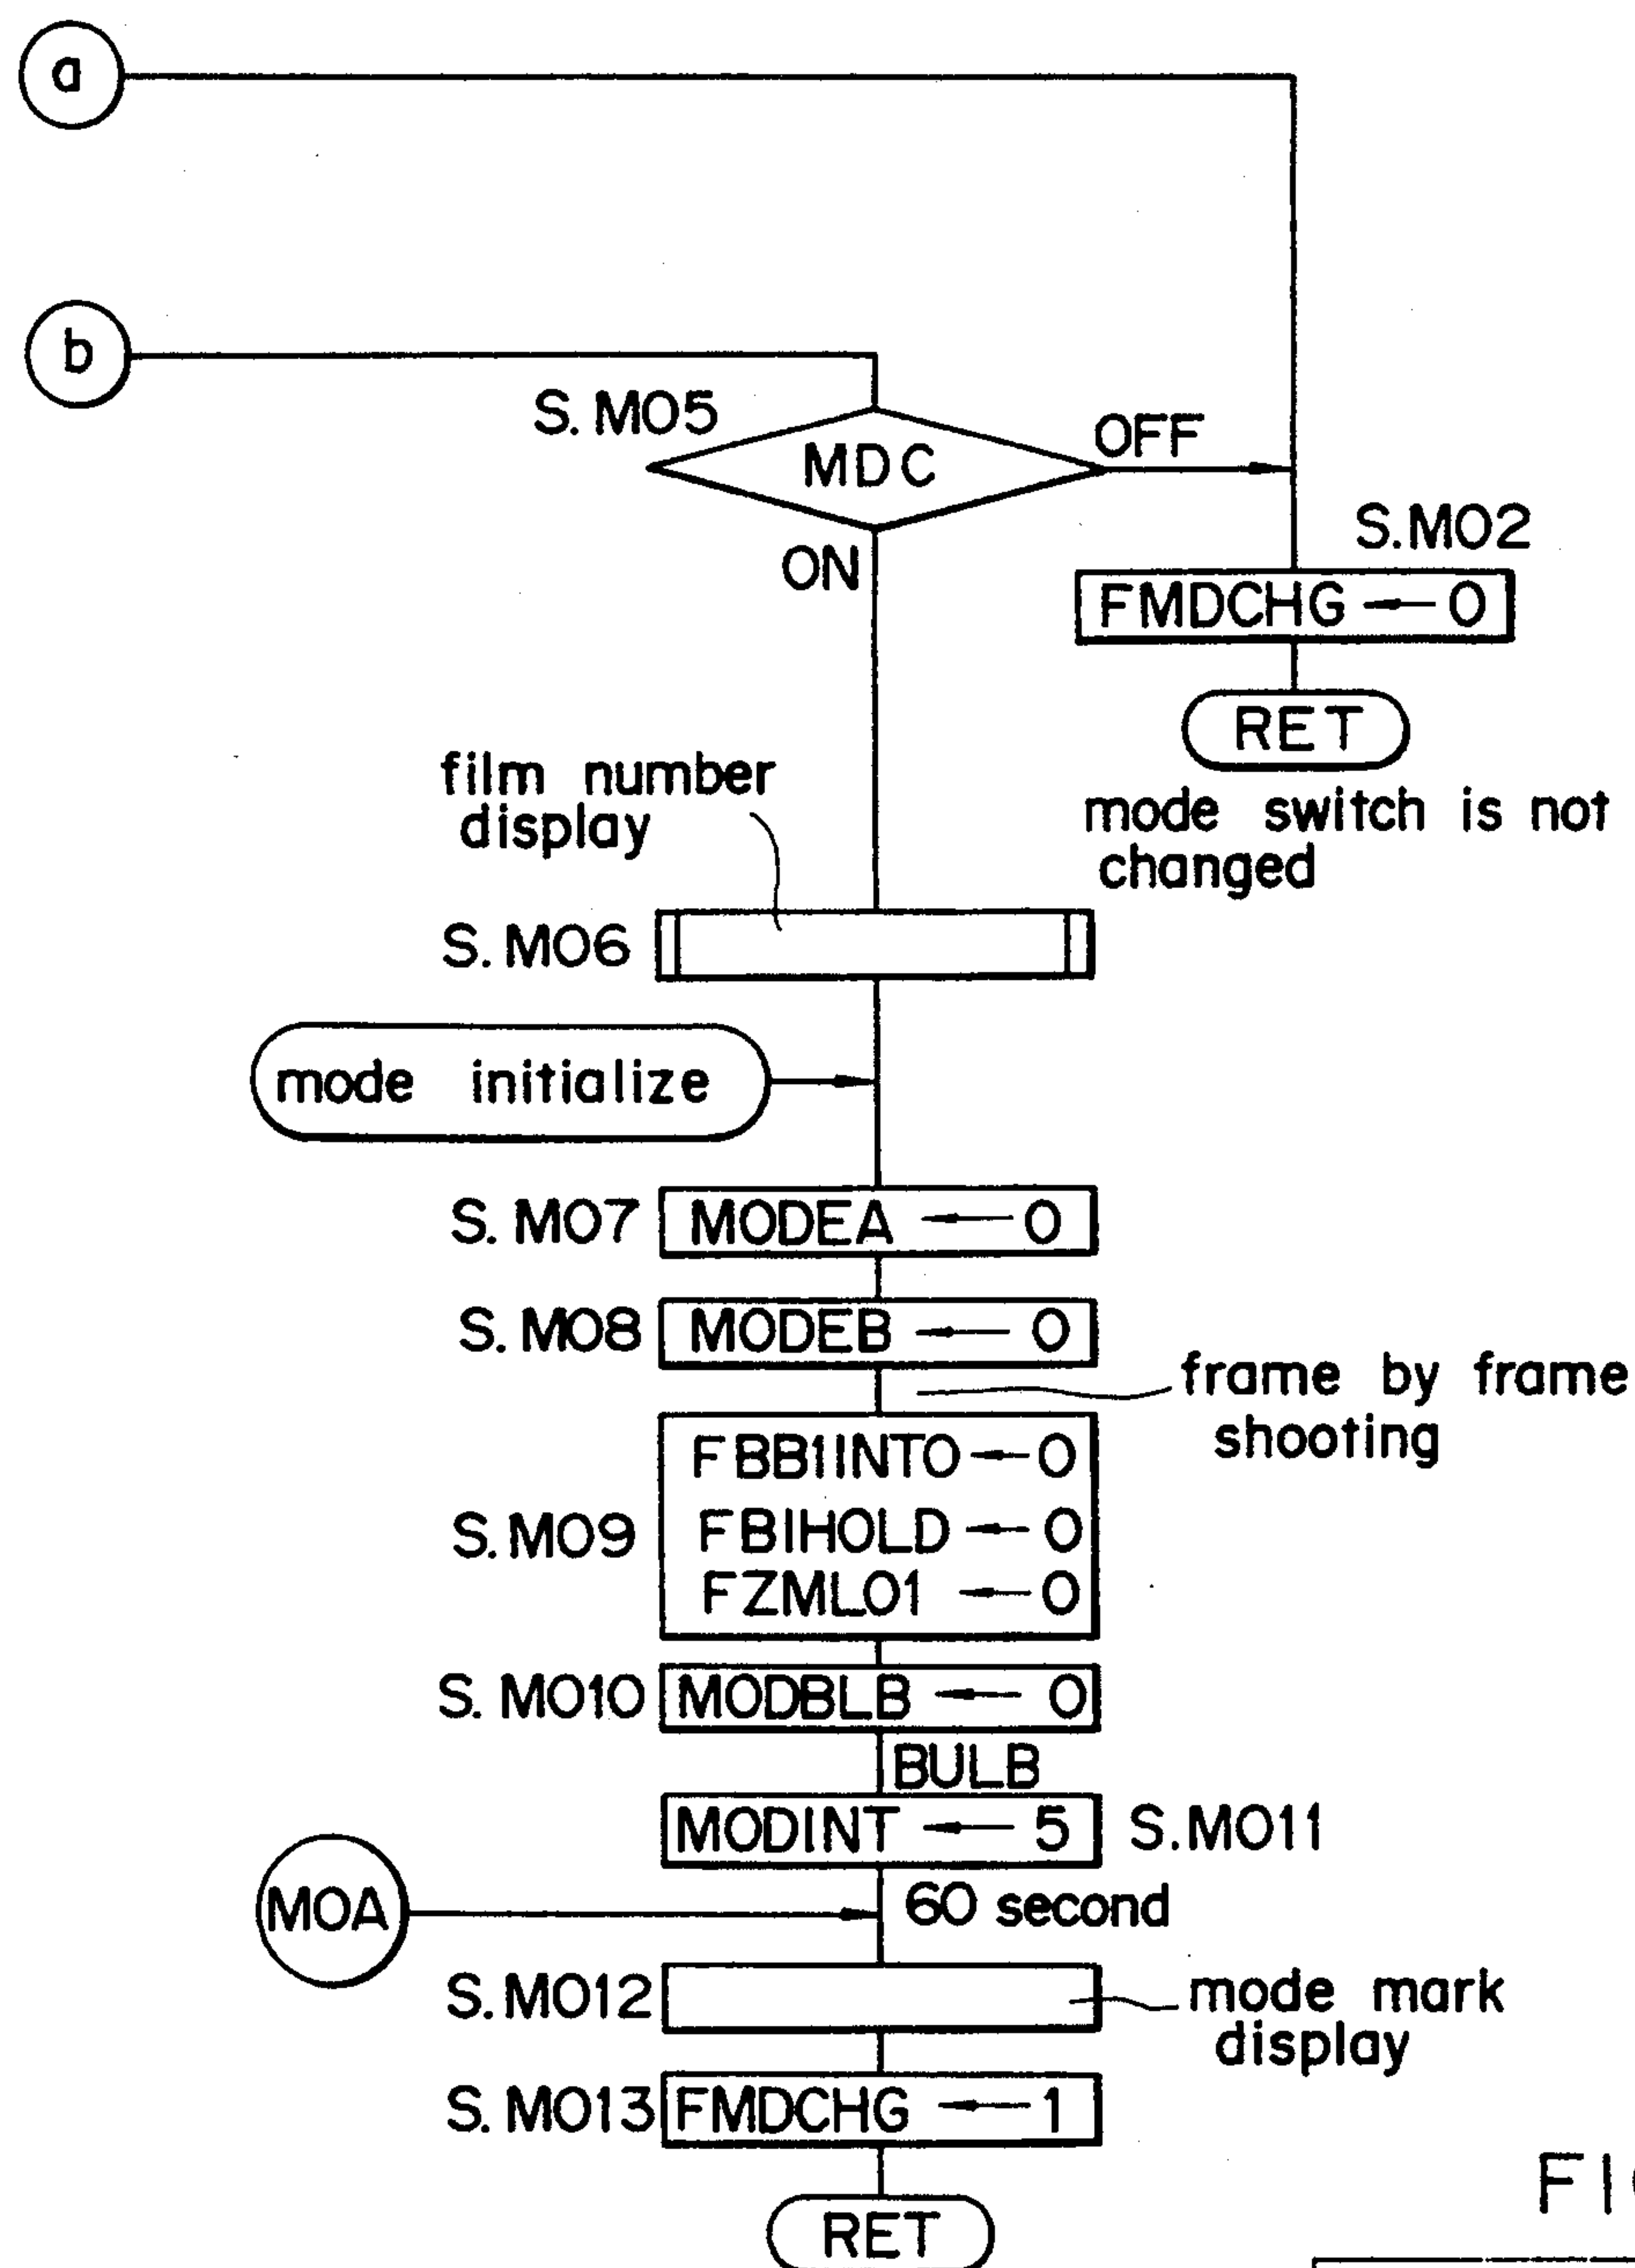 a
b
S.MO5
MDC
OFF
ON
S.MO2
FMDCHG ← 0
RET
mode switch is not
changed
film number
display
S.MO6
mode initialize
S.MO7
MODEA ← 0
S.MO8
MODEB ← 0
frame by frame
shooting
FBB1INTO ← 0
S.MO9
FBIHOLD ← 0
FZMLO1 ← 0
S.MO10
MODBLB ← 0
BULB
MODINT ← 5
S.MO11
MOA
60 second
S.MO12
mode mark
display
S.MO13
FMDCHG ← 1
RET